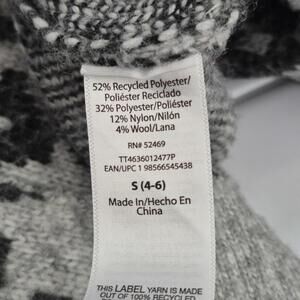 52% Recycled Polyester/
Poliéster Reciclado
32% Polyester/Poliéster
12% Nylon/Nilón
4% Wool/Lana
RN# 52469
TT4636012477P
EAN/UPC 1 98566545438
S (4-6)
Made In/Hecho En
China
THIS LABEL YARN IS MADE
OUT OF 100% RECYCLED